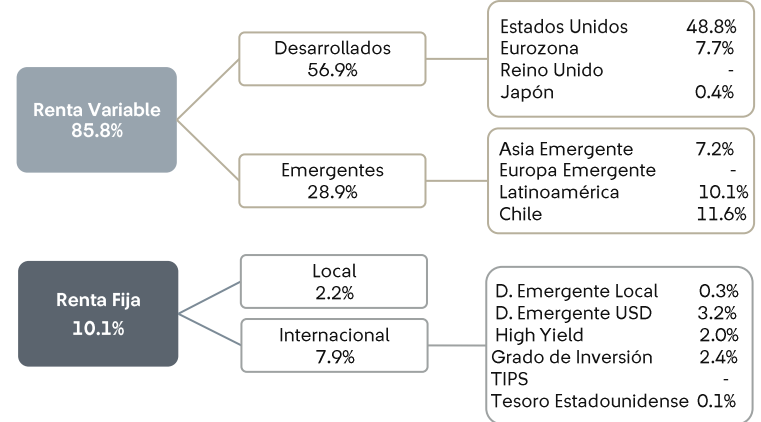 Renta Variable
85.8%
Desarrollados
56.9%
Estados Unidos 48.8%
Eurozona 7.7%
Reino Unido -
Japón 0.4%
Emergentes
28.9%
Asia Emergente 7.2%
Europa Emergente -
Latinoamérica 10.1%
Chile 11.6%
Renta Fija
10.1%
Local
2.2%
Internacional
7.9%
D. Emergente Local 0.3%
D. Emergente USD 3.2%
High Yield 2.0%
Grado de Inversión 2.4%
TIPS -
Tesoro Estadounidense 0.1%